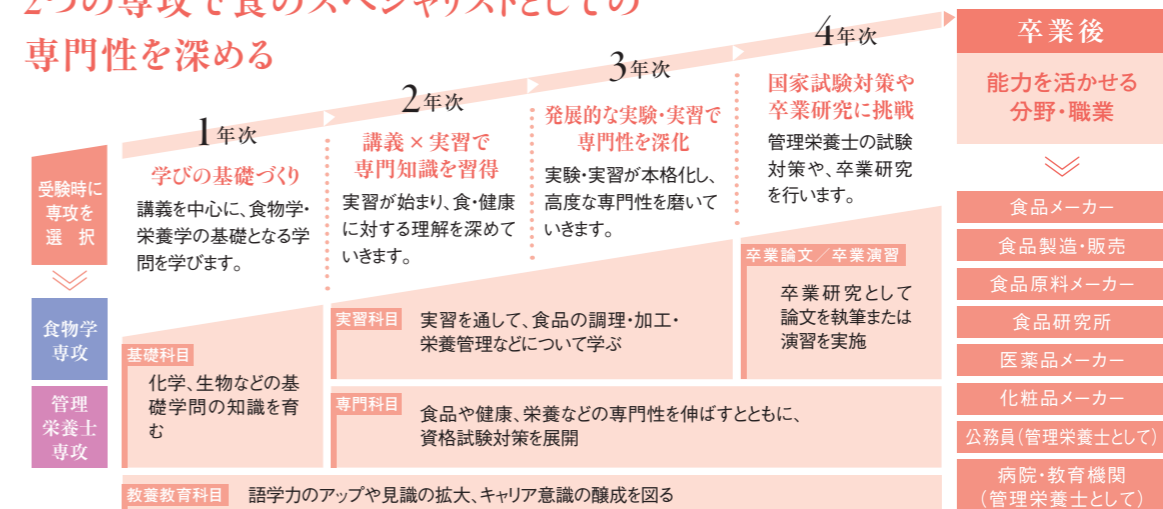 2つの専攻で食のスペシャリストとしての
専門性を深める
受験時に
専攻を
選 択
食物学
専攻
管理
栄養士
専攻
1年次
学びの基礎づくり
講義を中心に、食物学・
栄養学の基礎となる学
問を学びます。
2年次
講義×実習で
専門知識を習得
実習が始まり、食・健康
に対する理解を深めて
いきます。
3年次
発展的な実験・実習で
専門性を深化
実験・実習が本格化し、
高度な専門性を磨いて
いきます。
4年次
国家試験対策や
卒業研究に挑戦
管理栄養士の試験
対策や、卒業研究
を行います。
基礎科目
化学、生物などの基
礎学問の知識を育
む
実習科目
実習を通して、食品の調理・加工・
栄養管理などについて学ぶ
専門科目
食品や健康、栄養などの専門性を伸ばすとともに、
資格試験対策を展開
卒業論文/卒業演習
卒業研究として
論文を執筆または
演習を実施
教養教育科目
語学力のアップや見識の拡大、キャリア意識の醸成を図る
卒業後
能力を活かせる
分野・職業
食品メーカー
食品製造・販売
食品原料メーカー
食品研究所
医薬品メーカー
化粧品メーカー
公務員(管理栄養士として)
病院・教育機関
(管理栄養士として)